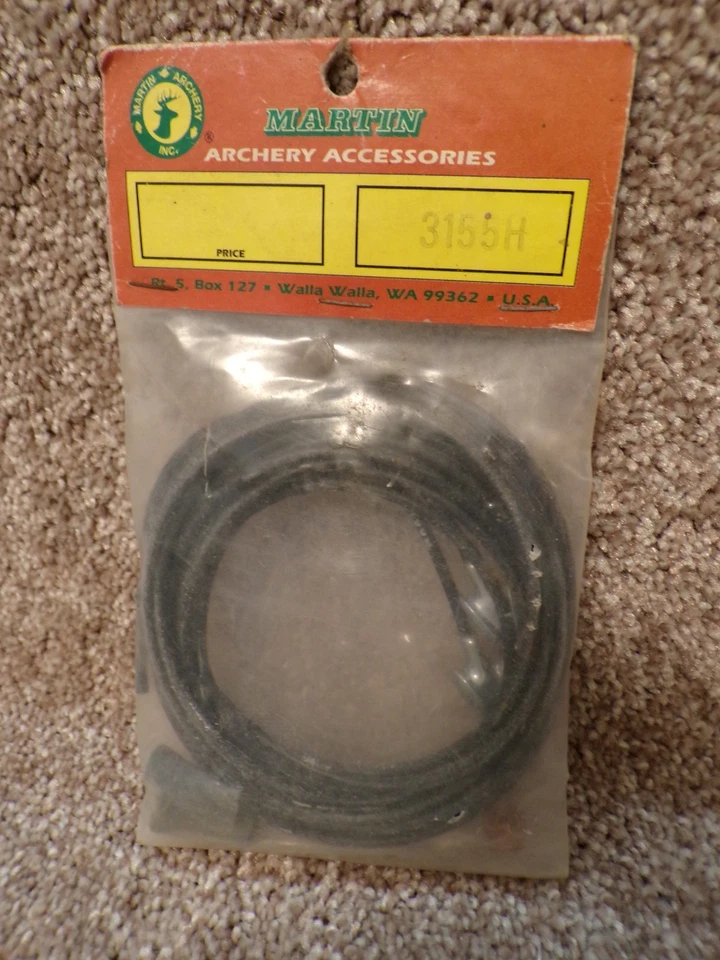 MARTIN ARCHERY
INC.
®
MARTIN
ARCHERY ACCESSORIES
PRICE
3155H
Rt. 5, Box 127 ▪ Walla Walla, WA 99362 ▪ U.S.A.